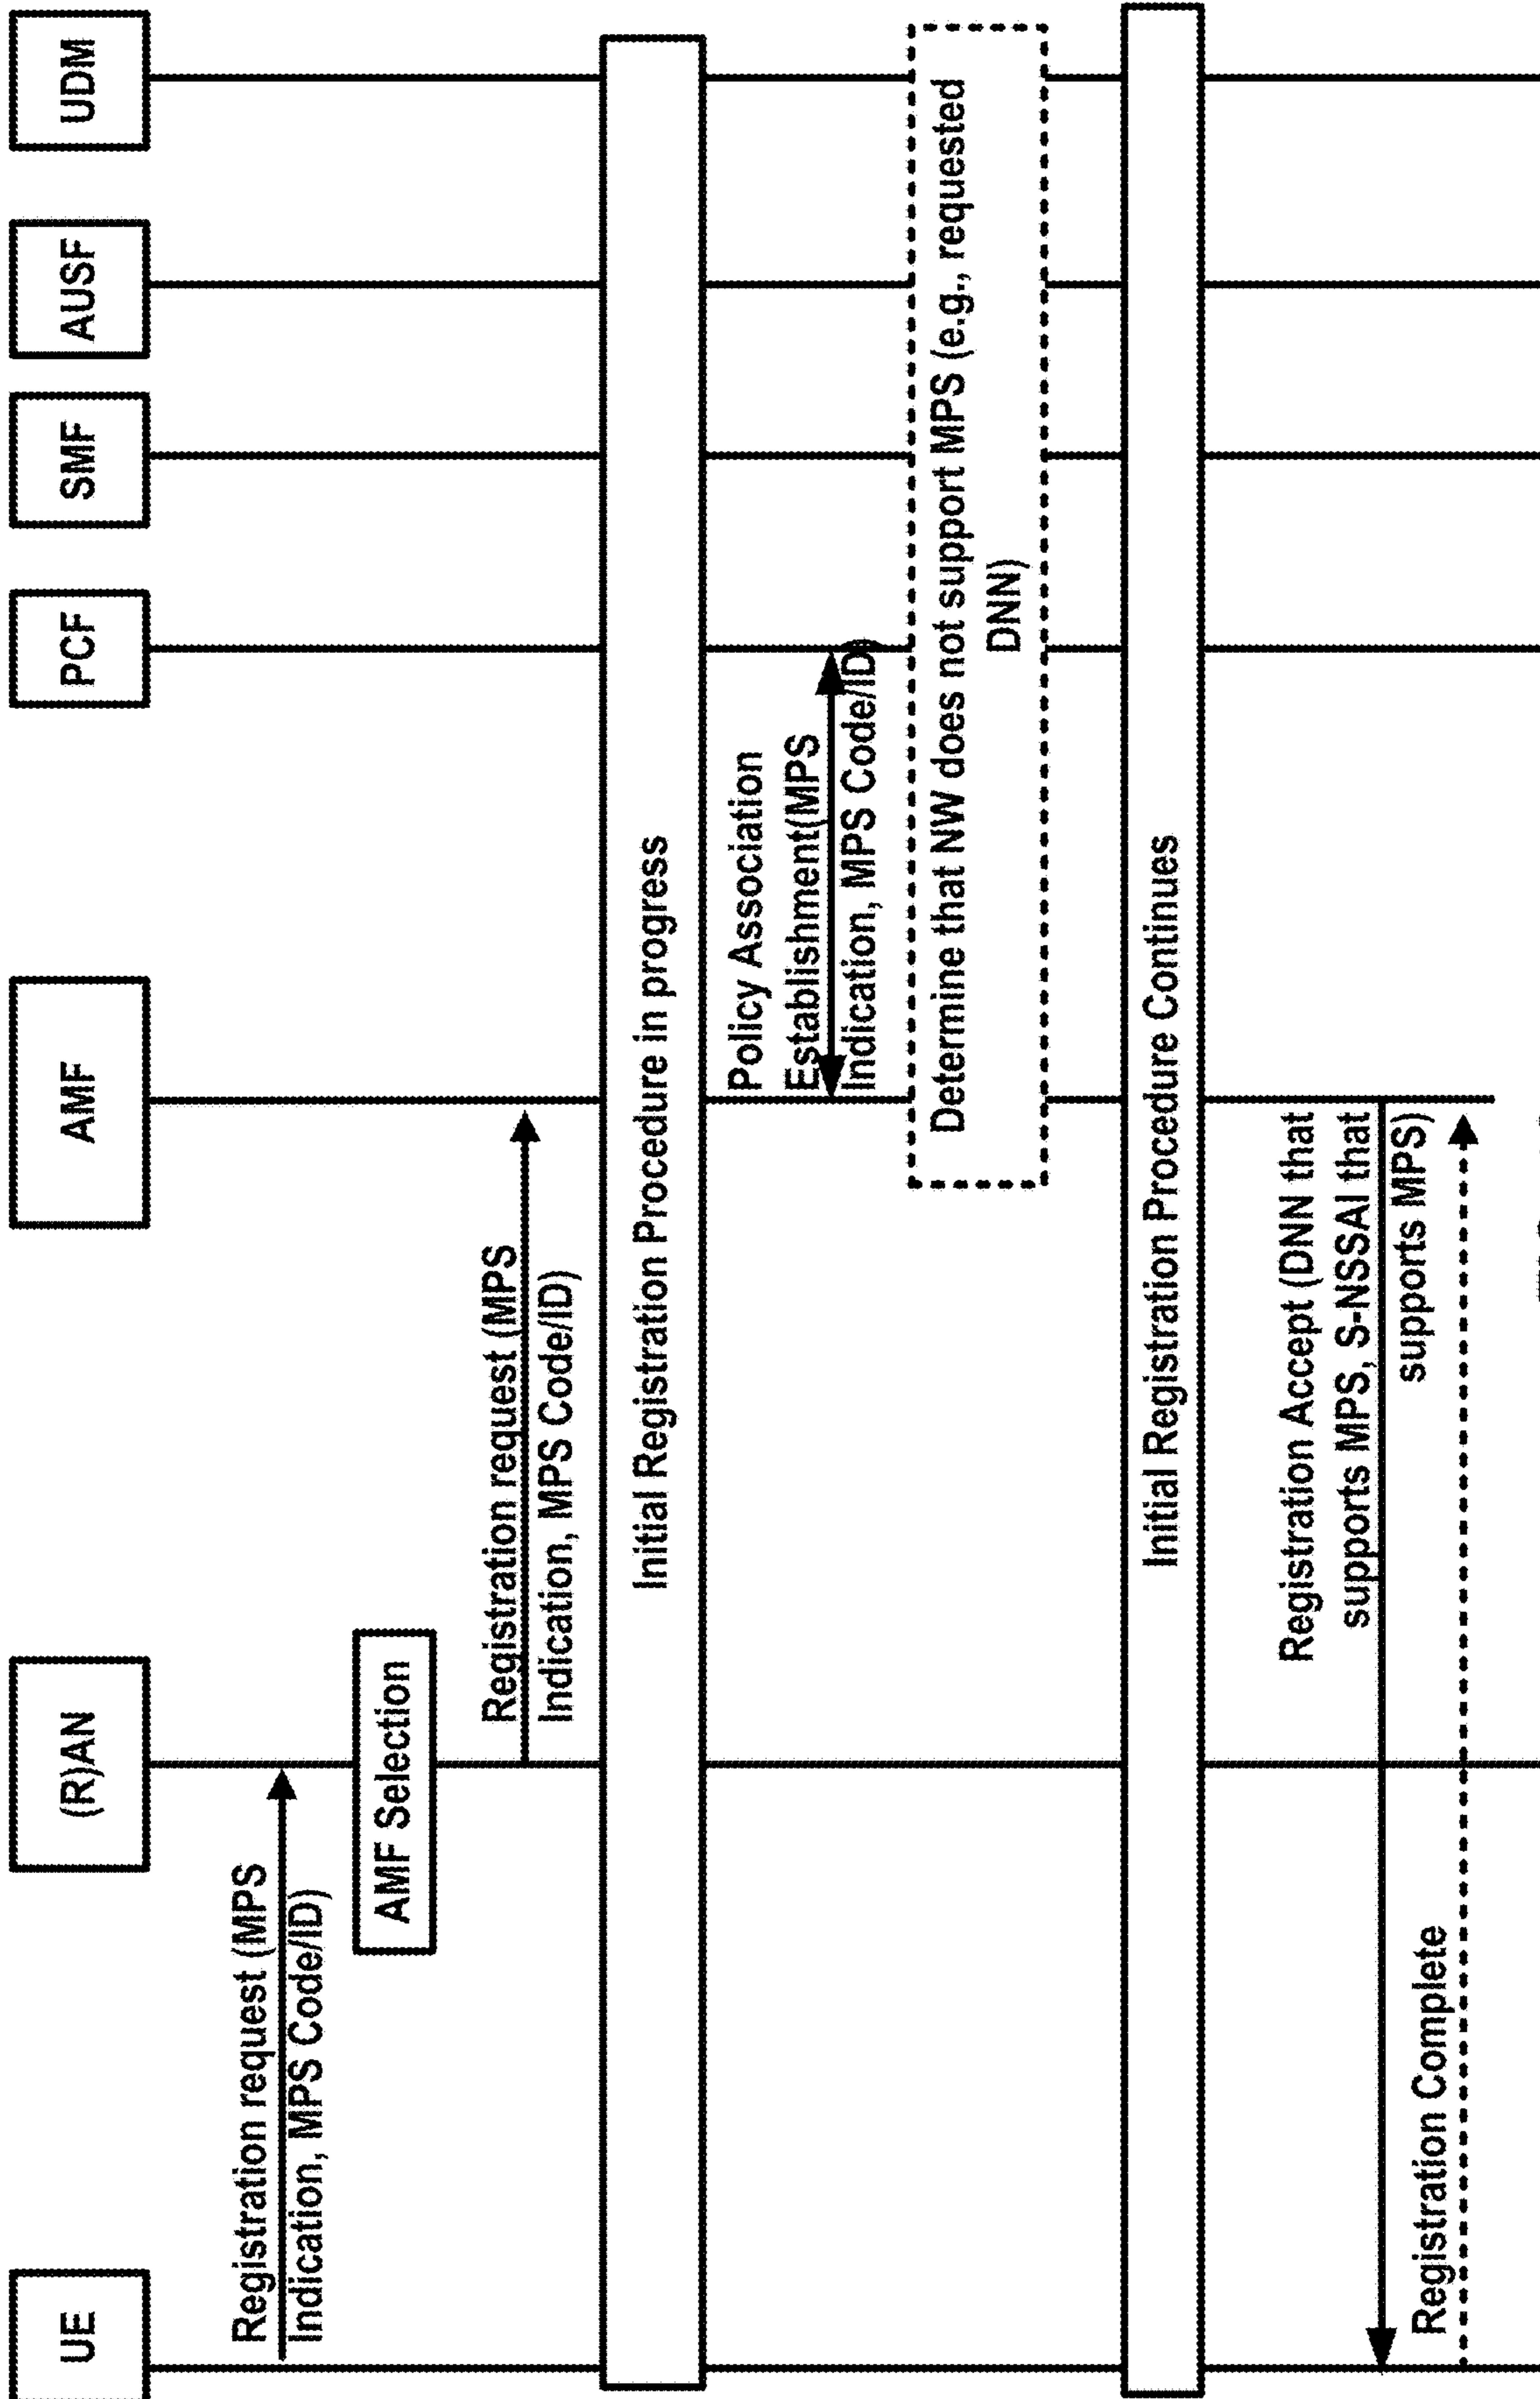 UE
(R)AN
AMF
PCF
SMF
AUSF
UDM
Registration request (MPS
Indication, MPS Code/ID)
AMF Selection
Registration request (MPS
Indication, MPS Code/ID)
Initial Registration Procedure in progress
Policy Association
Establishment(MPS
Indication, MPS Code/ID)
Determine that NW does not support MPS (e.g., requested
DNN)
Initial Registration Procedure Continues
Registration Accept (DNN that
supports MPS, S-NSSAI that
supports MPS)
Registration Complete